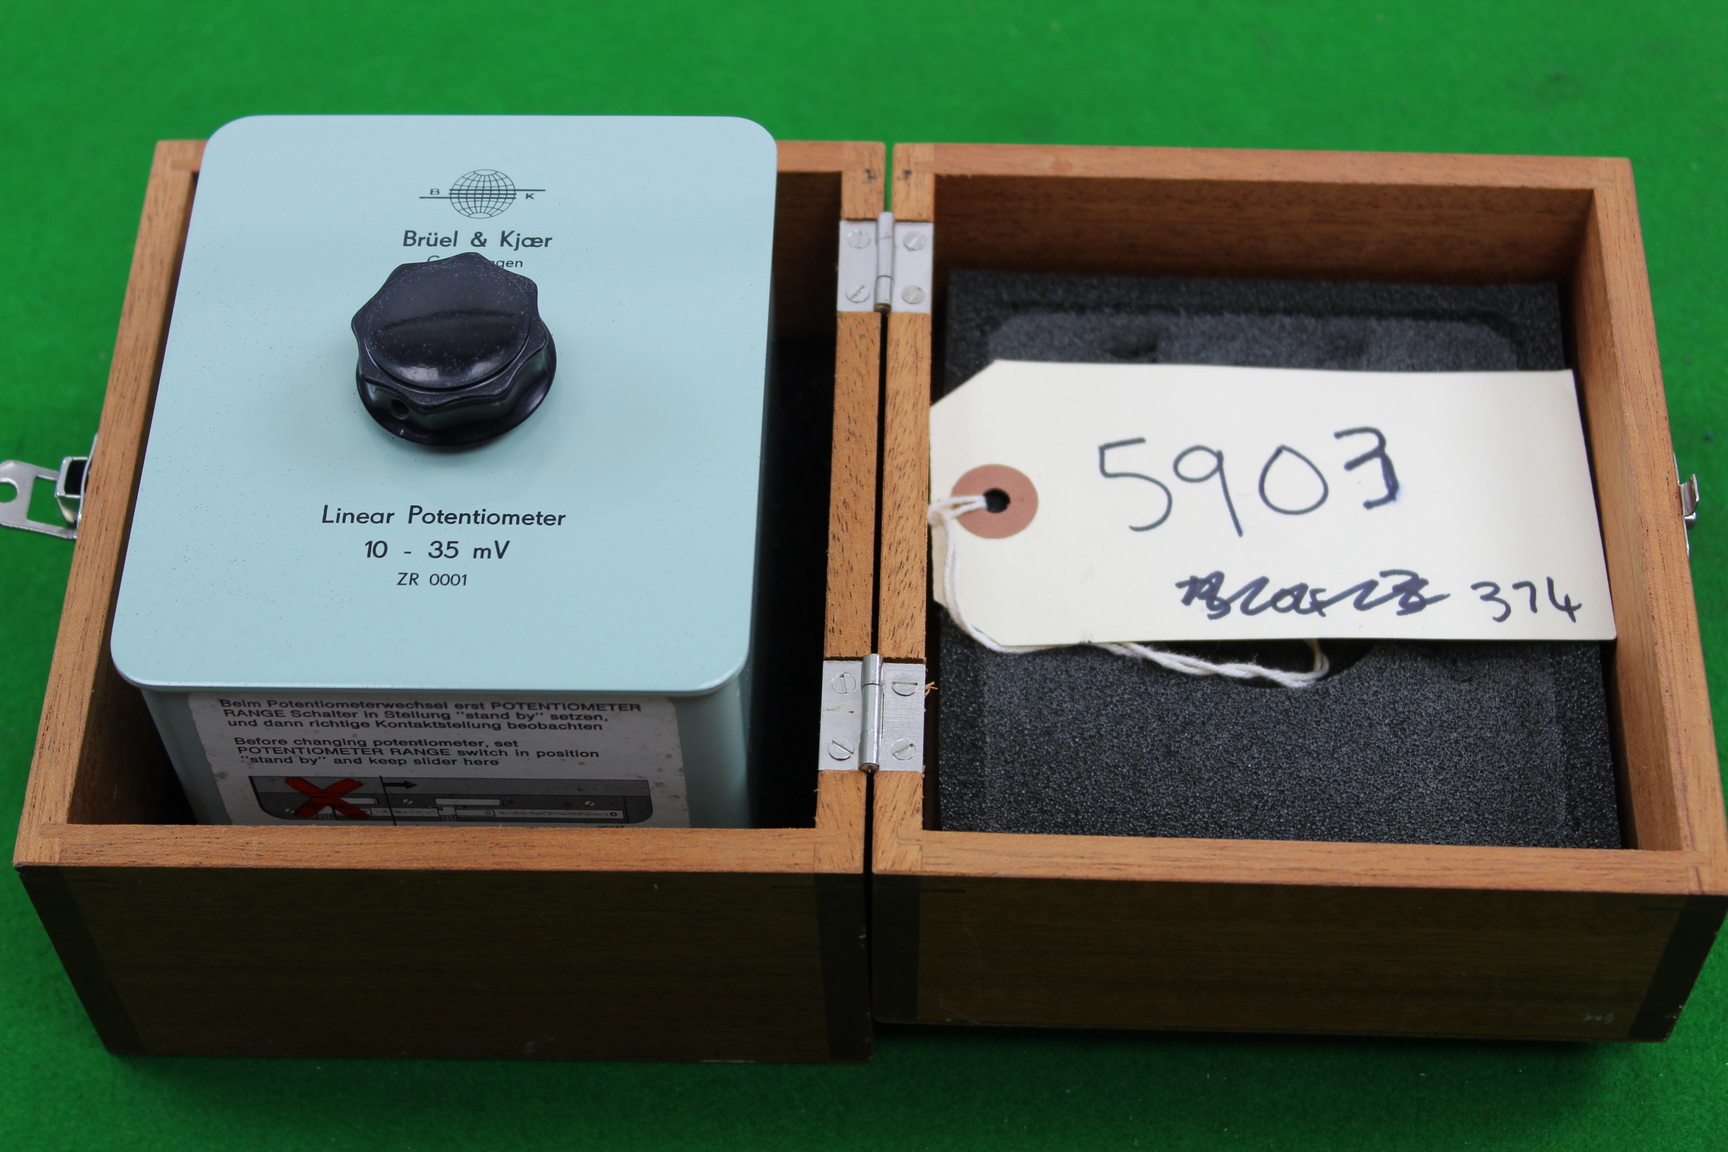 B K
Brüel & Kjær
Linear Potentiometer
10 - 35 mV
ZR 0001
Beim Potentiometerwechsel erst POTENTIOMETER
RANGE Schalter in Stellung "stand by" setzen,
und dann richtige Kontaktstellung beobachten
Before changing potentiometer, set
POTENTIOMETER RANGE switch in position
"stand by" and keep slider here
5903
374